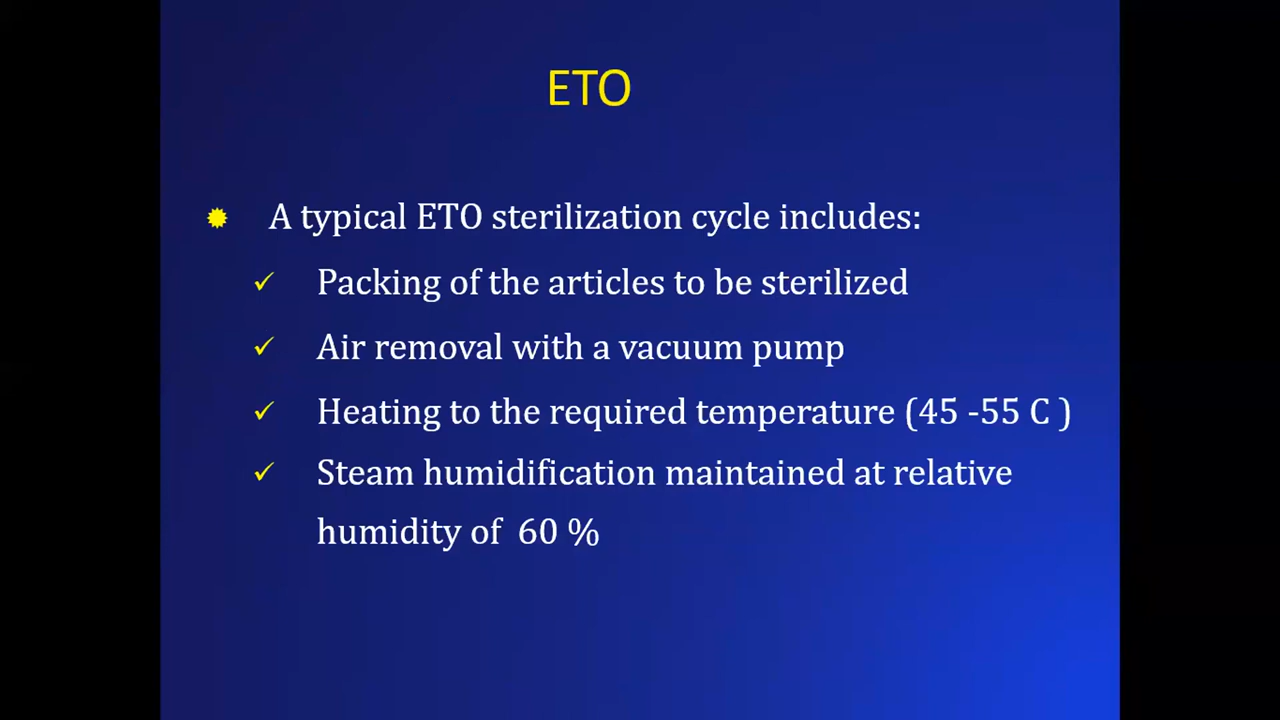 ETO
A typical ETO sterilization cycle includes:
Packing of the articles to be sterilized
Air removal with a vacuum pump
Heating to the required temperature (45 -55 C )
Steam humidification maintained at relative
humidity of 60 %